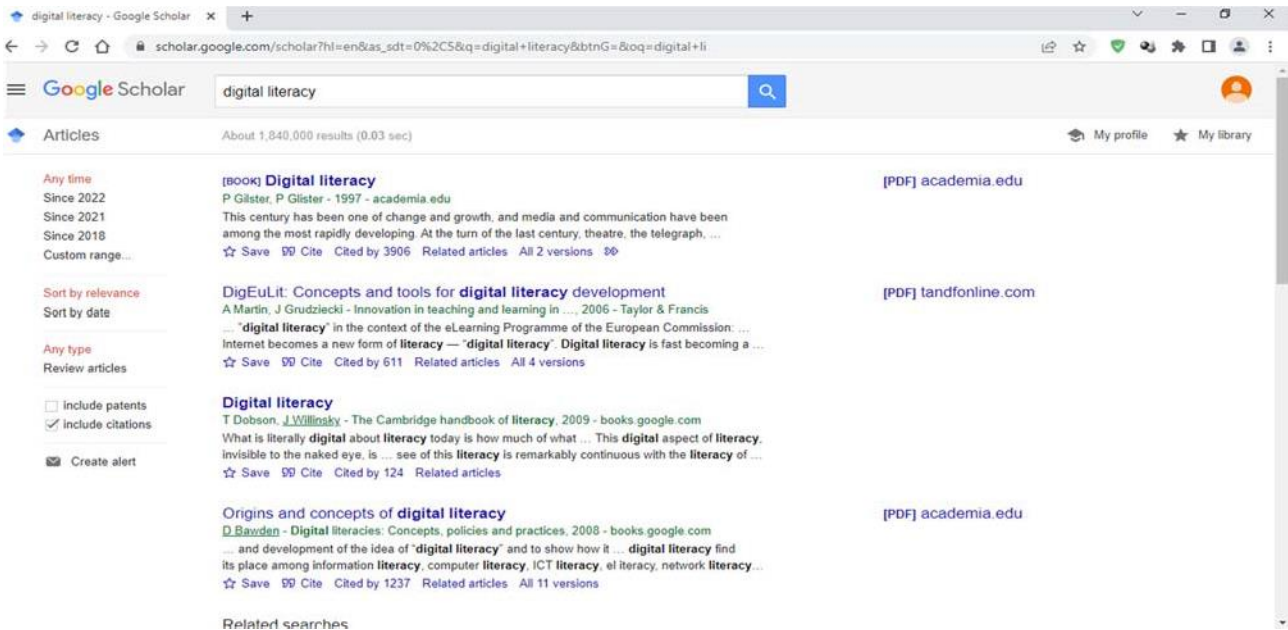 digital literacy - Google Scholar
scholar.google.com/scholar?hl=en&as_sdt=0%2C5&q=digital+literacy&btnG=&oq=digital+li
Google Scholar
digital literacy
Articles
About 1,840,000 results (0.03 sec)
My profile
My library
Any time
Since 2022
Since 2021
Since 2018
Custom range...
Sort by relevance
Sort by date
Any type
Review articles
include patents
include citations
Create alert
[BOOK] Digital literacy
P Gilster, P Glister - 1997 - academia.edu
This century has been one of change and growth, and media and communication have been
among the most rapidly developing. At the turn of the last century, theatre, the telegraph, ...
Save Cite Cited by 3906 Related articles All 2 versions
[PDF] academia.edu
DigEuLit: Concepts and tools for digital literacy development
A Martin, J Grudziecki - Innovation in teaching and learning in ..., 2006 - Taylor & Francis
... "digital literacy" in the context of the eLearning Programme of the European Commission: ...
Internet becomes a new form of literacy — "digital literacy". Digital literacy is fast becoming a ...
Save Cite Cited by 611 Related articles All 4 versions
[PDF] tandfonline.com
Digital literacy
T Dobson, J Willinsky - The Cambridge handbook of literacy, 2009 - books.google.com
What is literally digital about literacy today is how much of what ... This digital aspect of literacy,
invisible to the naked eye, is ... see of this literacy is remarkably continuous with the literacy of ...
Save Cite Cited by 124 Related articles
Origins and concepts of digital literacy
D Bawden - Digital literacies: Concepts, policies and practices, 2008 - books.google.com
... and development of the idea of "digital literacy" and to show how it ... digital literacy find
its place among information literacy, computer literacy, ICT literacy, el iteracy, network literacy...
Save Cite Cited by 1237 Related articles All 11 versions
[PDF] academia.edu
Related searches